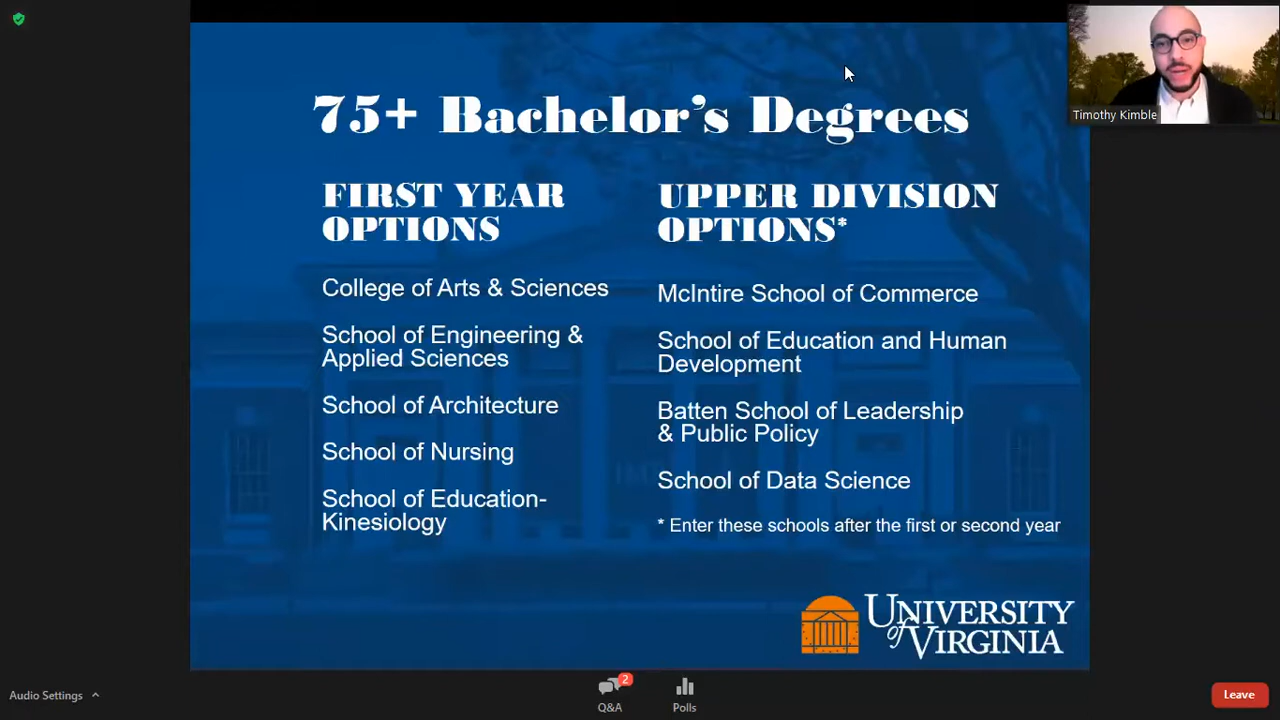 75+ Bachelor's Degrees
FIRST YEAR
OPTIONS
College of Arts & Sciences
School of Engineering &
Applied Sciences
School of Architecture
School of Nursing
School of Education-
Kinesiology
UPPER DIVISION
OPTIONS*
McIntire School of Commerce
School of Education and Human
Development
Batten School of Leadership
& Public Policy
School of Data Science
* Enter these schools after the first or second year
UNIVERSITY
of VIRGINIA
Timothy Kimble
Audio Settings
2
Q&A
Polls
Leave